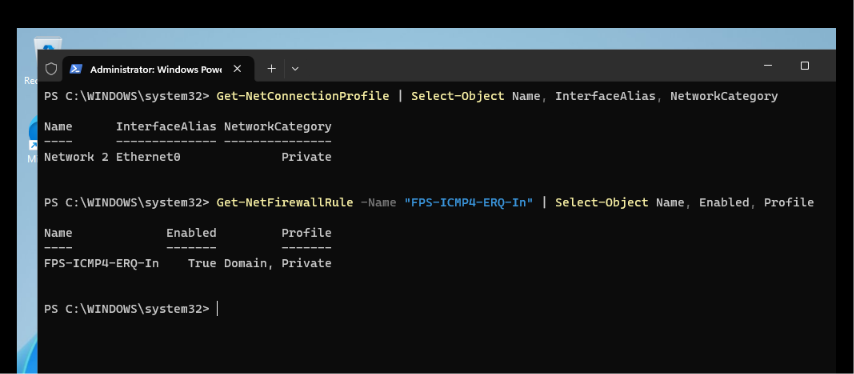 Administrator: Windows Powe
PS C:\WINDOWS\system32> Get-NetConnectionProfile | Select-Object Name, InterfaceAlias, NetworkCategory
Name InterfaceAlias NetworkCategory
---- -------------- ---------------
Network 2 Ethernet0 Private
PS C:\WINDOWS\system32> Get-NetFirewallRule -Name "FPS-ICMP4-ERQ-In" | Select-Object Name, Enabled, Profile
Name Enabled Profile
---- ------- -------
FPS-ICMP4-ERQ-In True Domain, Private
PS C:\WINDOWS\system32>